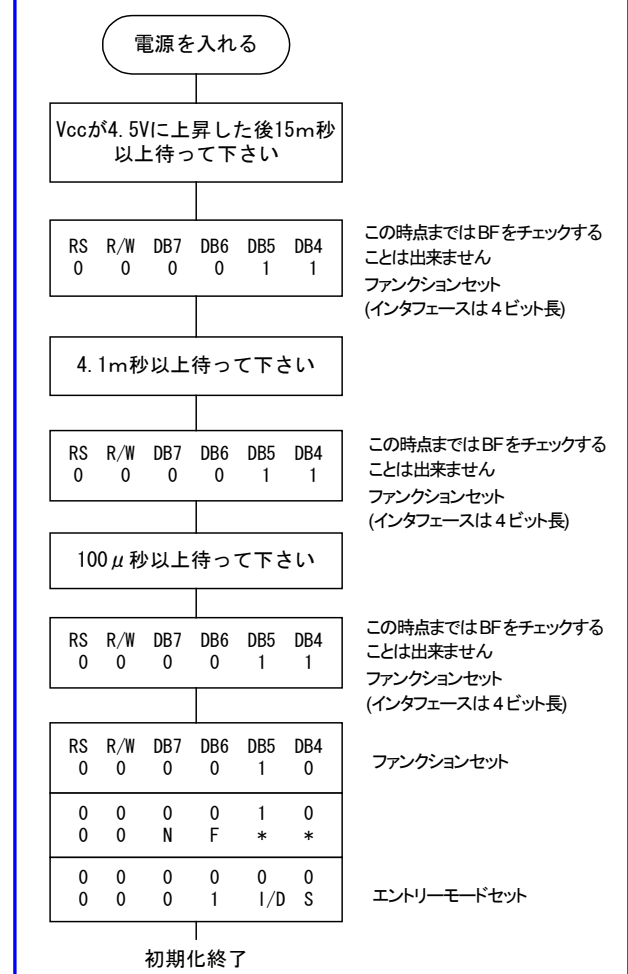 電源を入れる
Vccが4.5Vに上昇した後15m秒
以上待って下さい
RS R/W DB7 DB6 DB5 DB4
0 0 0 0 1 1
この時点まではBFをチェックする
ことは出来ません
ファンクションセット
(インタフェースは4ビット長)
4.1m秒以上待って下さい
RS R/W DB7 DB6 DB5 DB4
0 0 0 0 1 1
この時点まではBFをチェックする
ことは出来ません
ファンクションセット
(インタフェースは4ビット長)
100μ秒以上待って下さい
RS R/W DB7 DB6 DB5 DB4
0 0 0 0 1 1
この時点まではBFをチェックする
ことは出来ません
ファンクションセット
(インタフェースは4ビット長)
RS R/W DB7 DB6 DB5 DB4
0 0 0 0 1 0
ファンクションセット
0 0 0 0 1 0
0 0 N F * *
0 0 0 0 0 0
0 0 0 1 I/D S
エントリーモードセット
初期化終了